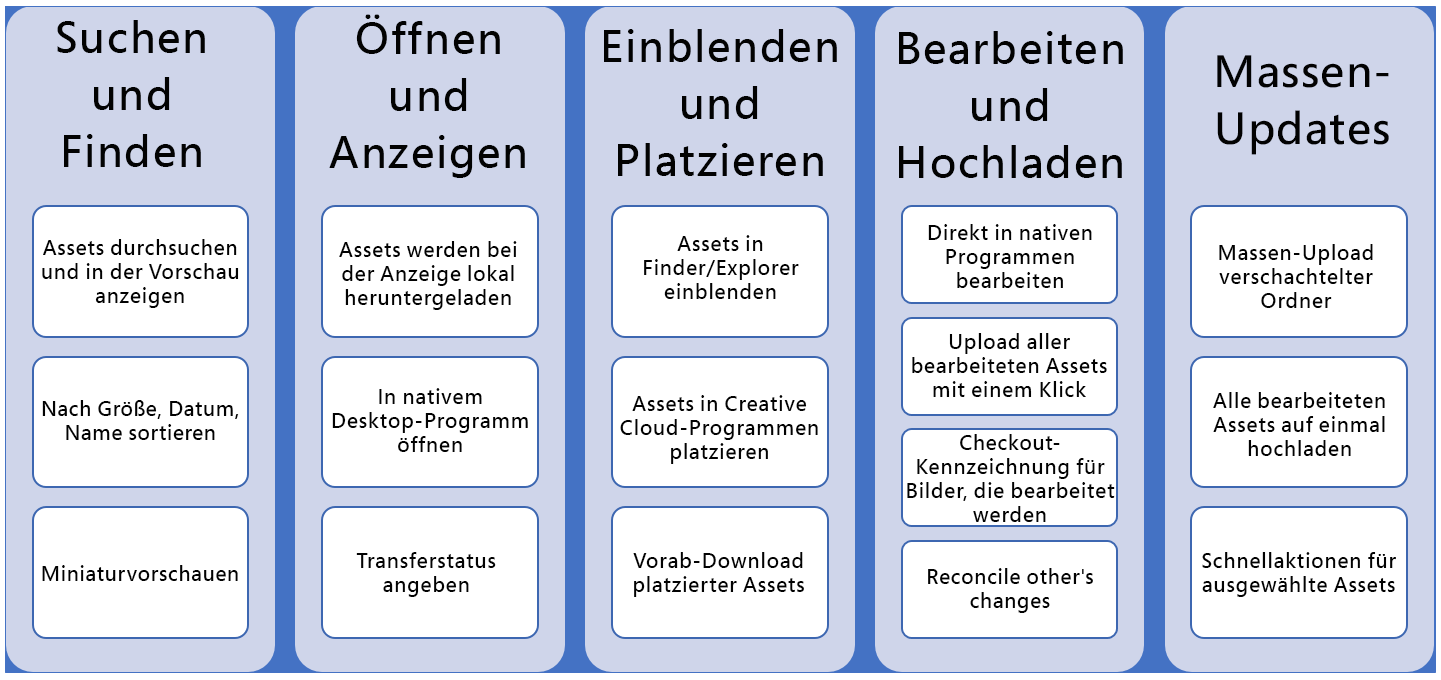 Suchen
und
Finden
Assets durchsuchen
und in der Vorschau
anzeigen
Nach Größe, Datum,
Name sortieren
Miniaturvorschauen
Öffnen
und
Anzeigen
Assets werden bei
der Anzeige lokal
heruntergeladen
In nativem
Desktop-Programm
öffnen
Transferstatus
angeben
Einblenden
und
Platzieren
Assets in
Finder/Explorer
einblenden
Assets in Creative
Cloud-Programmen
platzieren
Vorab-Download
platzierter Assets
Bearbeiten
und
Hochladen
Direkt in nativen
Programmen
bearbeiten
Upload aller
bearbeiteten Assets
mit einem Klick
Checkout-
Kennzeichnung für
Bilder, die bearbeitet
werden
Reconcile other's
changes
Massen-
Updates
Massen-Upload
verschachtelter
Ordner
Alle bearbeiteten
Assets auf einmal
hochladen
Schnellaktionen für
ausgewählte Assets